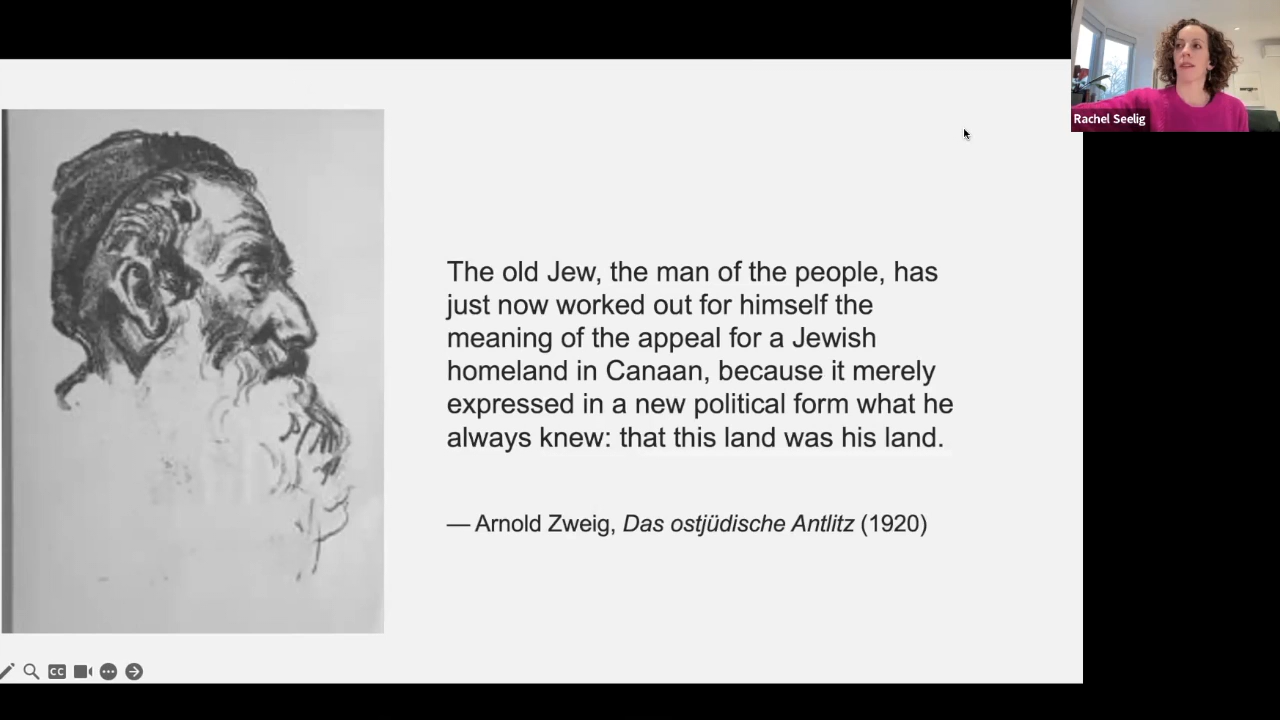 Rachel Seelig
The old Jew, the man of the people, has
just now worked out for himself the
meaning of the appeal for a Jewish
homeland in Canaan, because it merely
expressed in a new political form what he
always knew: that this land was his land.
— Arnold Zweig, Das ostjüdische Antlitz (1920)
CC